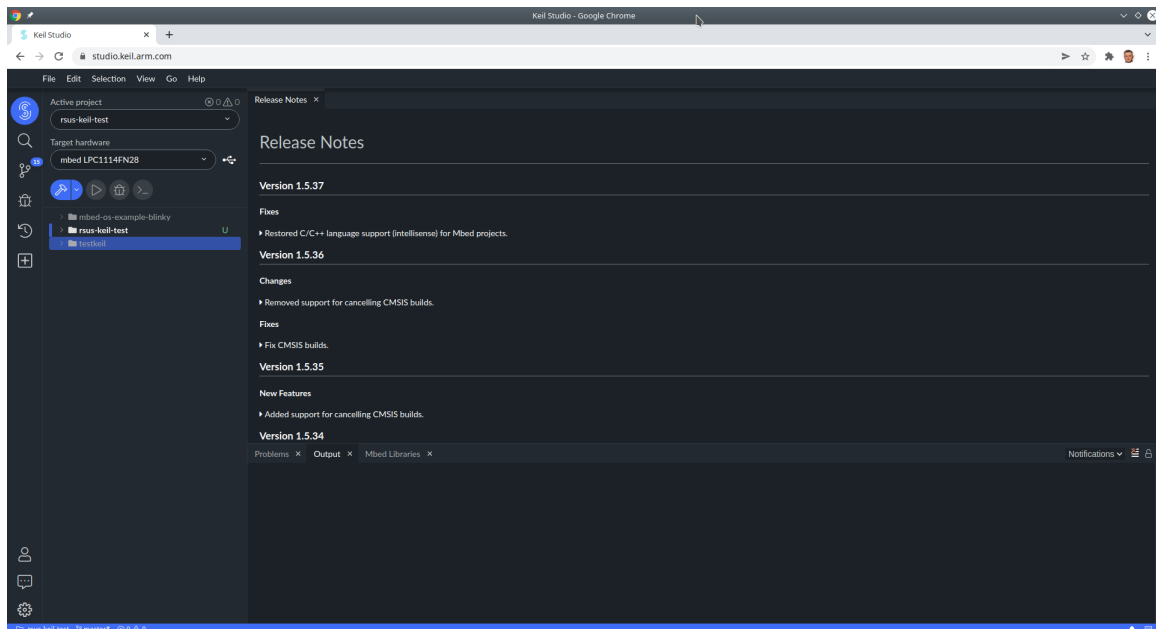 Keil Studio - Google Chrome
Keil Studio
studio.keil.arm.com
File Edit Selection View Go Help
Active project 0 0
rsus-keil-test
Target hardware
mbed LPC1114FN28
15
mbed-os-example-blinky
rsus-keil-test U
testkeil
Release Notes
Release Notes
Version 1.5.37
Fixes
Restored C/C++ language support (intellisense) for Mbed projects.
Version 1.5.36
Changes
Removed support for cancelling CMSIS builds.
Fixes
Fix CMSIS builds.
Version 1.5.35
New Features
Added support for cancelling CMSIS builds.
Version 1.5.34
Problems Output Mbed Libraries Notifications